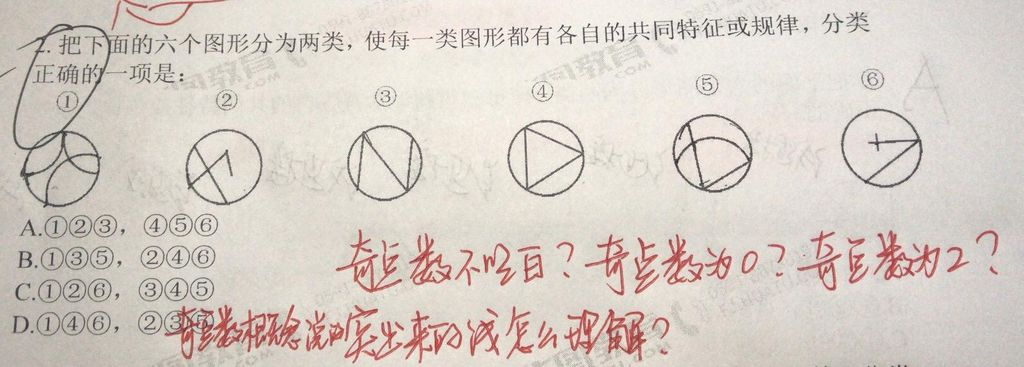 2. 把下面的六个图形分为两类，使每一类图形都有各自的共同特征或规律，分类
正确的一项是：
① ② ③ ④ ⑤ ⑥
A.①②③，④⑤⑥
B.①③⑤，②④⑥
C.①②⑥，③④⑤
D.①④⑥，②③⑤
奇点数不明白？奇点数为0？奇点数为2？
奇点数概念说的突出来的线怎么理解？